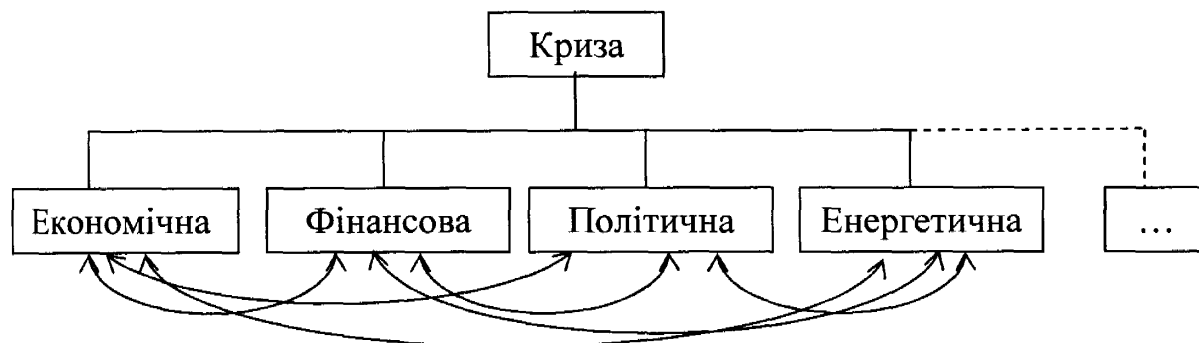 Криза
Економічна
Фінансова
Політична
Енергетична
...